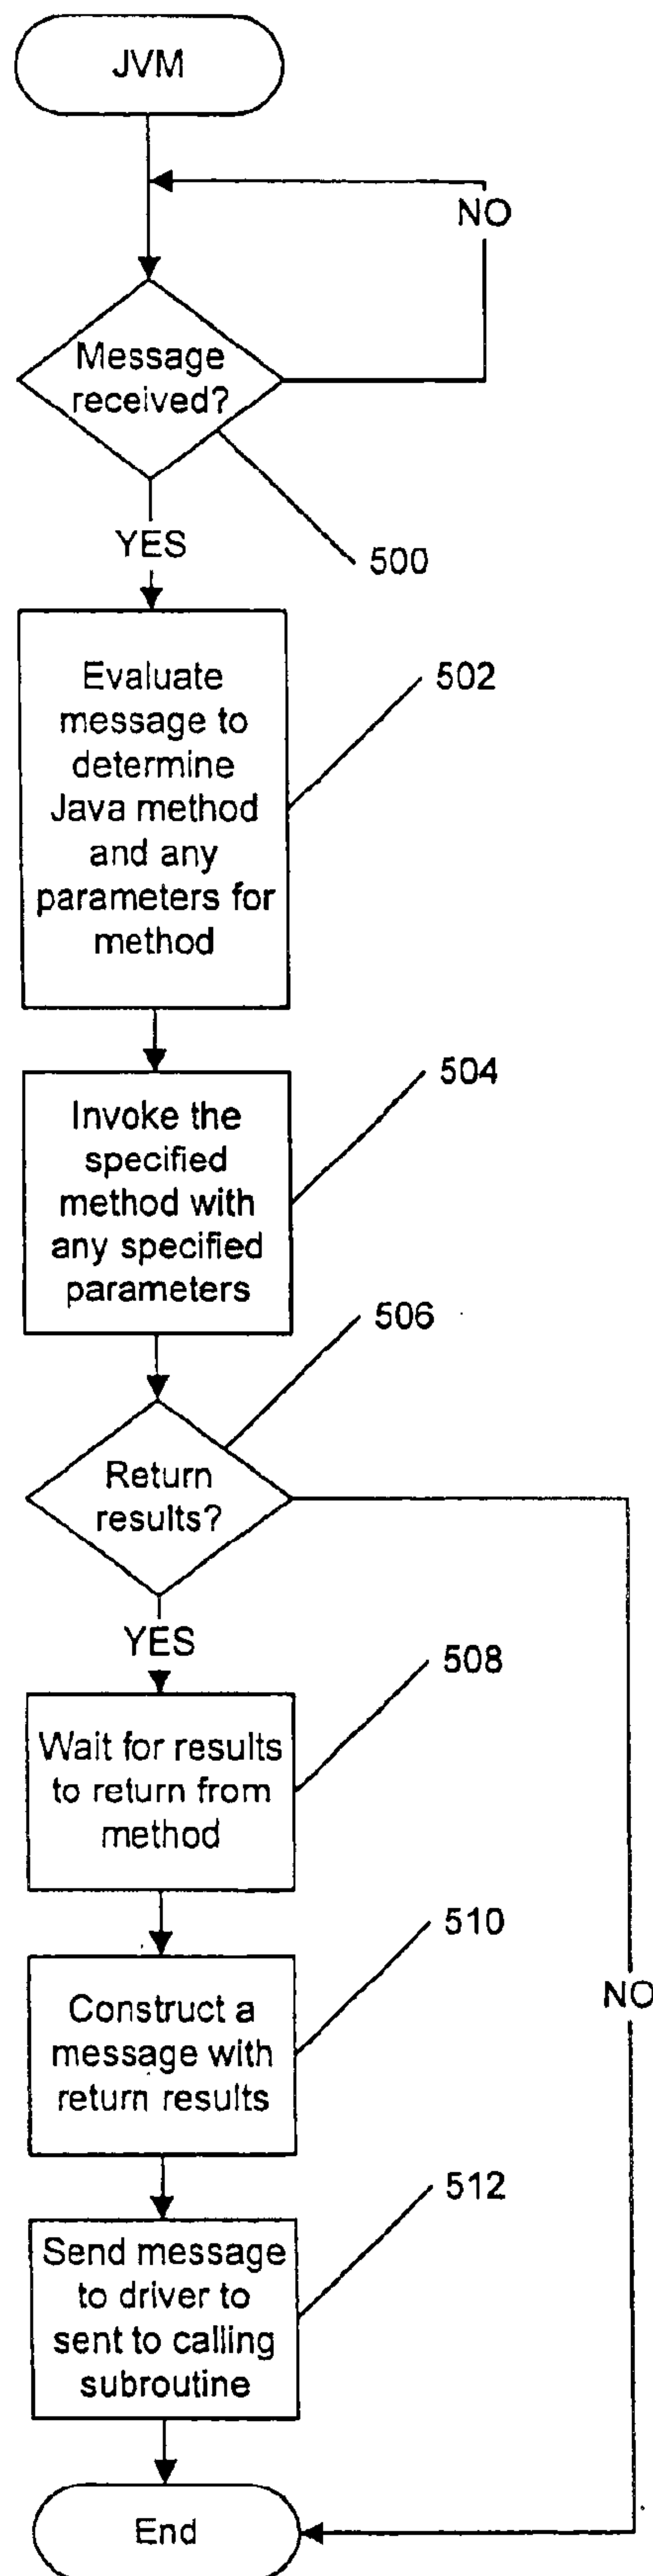 JVM
NO
Message
received?
YES
500
Evaluate
message to
determine
Java method
and any
parameters for
method
502
Invoke the
specified
method with
any specified
parameters
504
506
Return
results?
YES
508
Wait for results
to return from
method
510
NO
Construct a
message with
return results
512
Send message
to driver to
sent to calling
subroutine
End